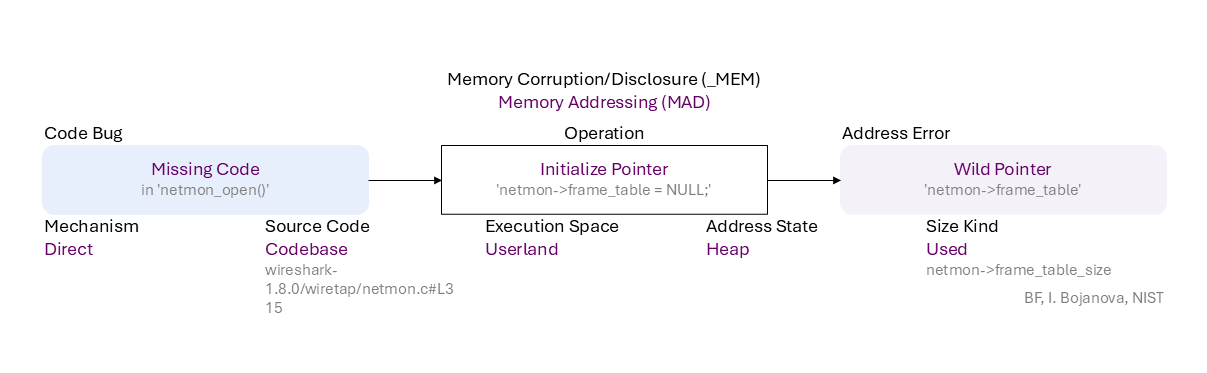 Memory Corruption/Disclosure (_MEM)
Memory Addressing (MAD)
Code Bug
Operation
Address Error
Missing Code
in 'netmon_open()'
Initialize Pointer
'netmon->frame_table = NULL;'
Wild Pointer
'netmon->frame_table'
Mechanism
Direct
Source Code
Codebase
wireshark-
1.8.0/wiretap/netmon.c#L3
15
Execution Space
Userland
Address State
Heap
Size Kind
Used
netmon->frame_table_size
BF, I. Bojanova, NIST